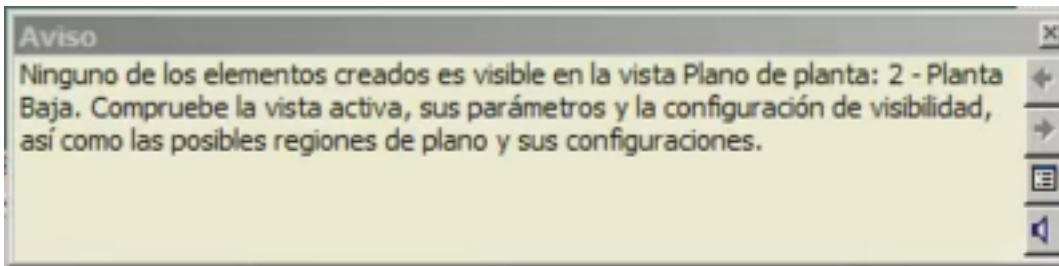 Aviso
Ninguno de los elementos creados es visible en la vista Plano de planta: 2 - Planta
Baja. Compruebe la vista activa, sus parámetros y la configuración de visibilidad,
así como las posibles regiones de plano y sus configuraciones.